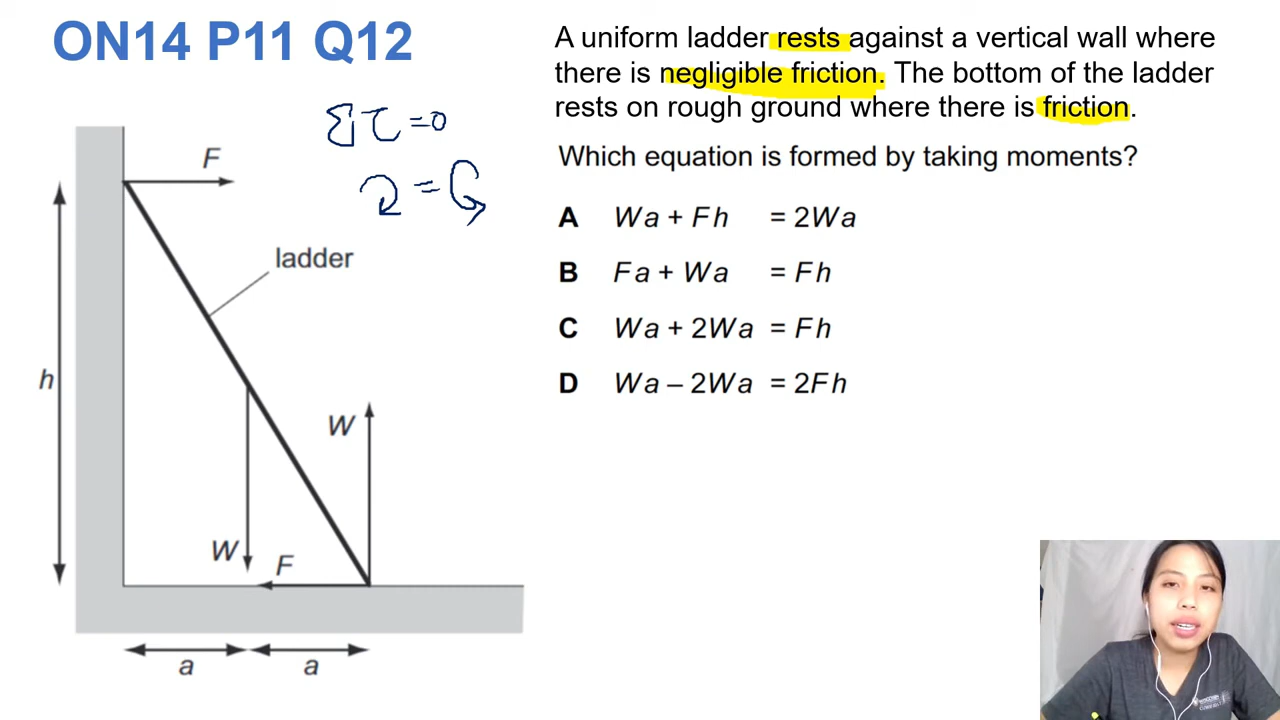 ON14 P11 Q12
A uniform ladder rests against a vertical wall where
there is negligible friction. The bottom of the ladder
rests on rough ground where there is friction.
Στ=0
=
Which equation is formed by taking moments?
A Wa + Fh = 2Wa
B Fa + Wa = Fh
C Wa + 2Wa = Fh
D Wa – 2Wa = 2Fh
F
ladder
h
W
W
F
a
a